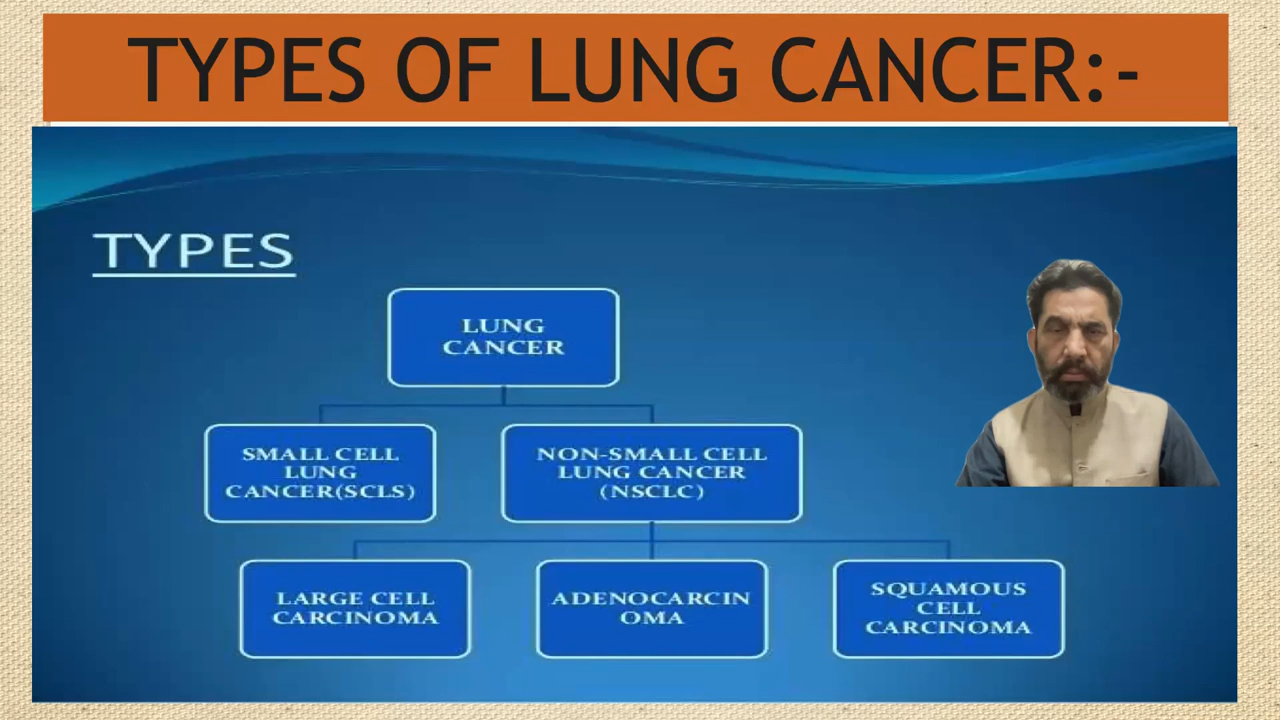 TYPES OF LUNG CANCER:-
TYPES
LUNG
CANCER
SMALL CELL
LUNG
CANCER(SCLS)
NON-SMALL CELL
LUNG CANCER
(NSCLC)
LARGE CELL
CARCINOMA
ADENOCARCIN
OMA
SQUAMOUS
CELL
CARCINOMA